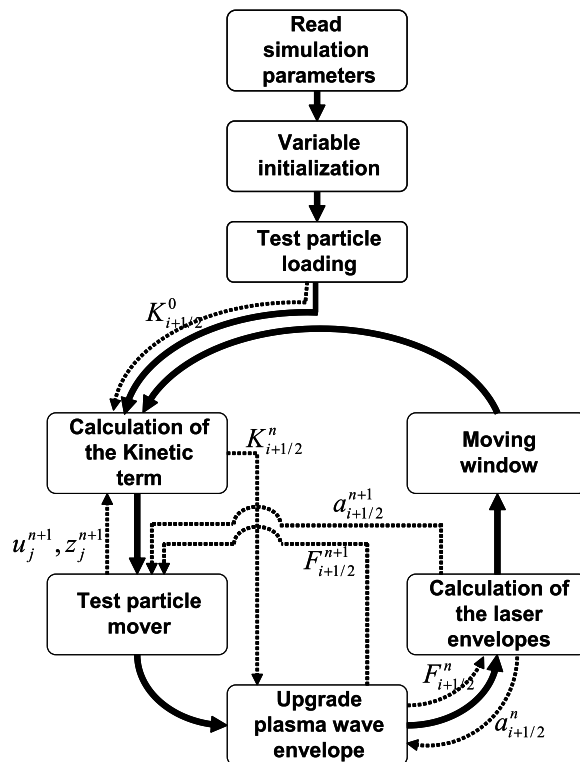 Read
simulation
parameters
Variable
initialization
Test particle
loading
K^0_{i+1/2}
Calculation of
the Kinetic
term
K^n_{i+1/2}
Moving
window
a^{n+1}_{i+1/2}
u^{n+1}_j, z^{n+1}_j
F^{n+1}_{i+1/2}
Test particle
mover
Calculation of
the laser
envelopes
F^n_{i+1/2}
Upgrade
plasma wave
envelope
a^n_{i+1/2}